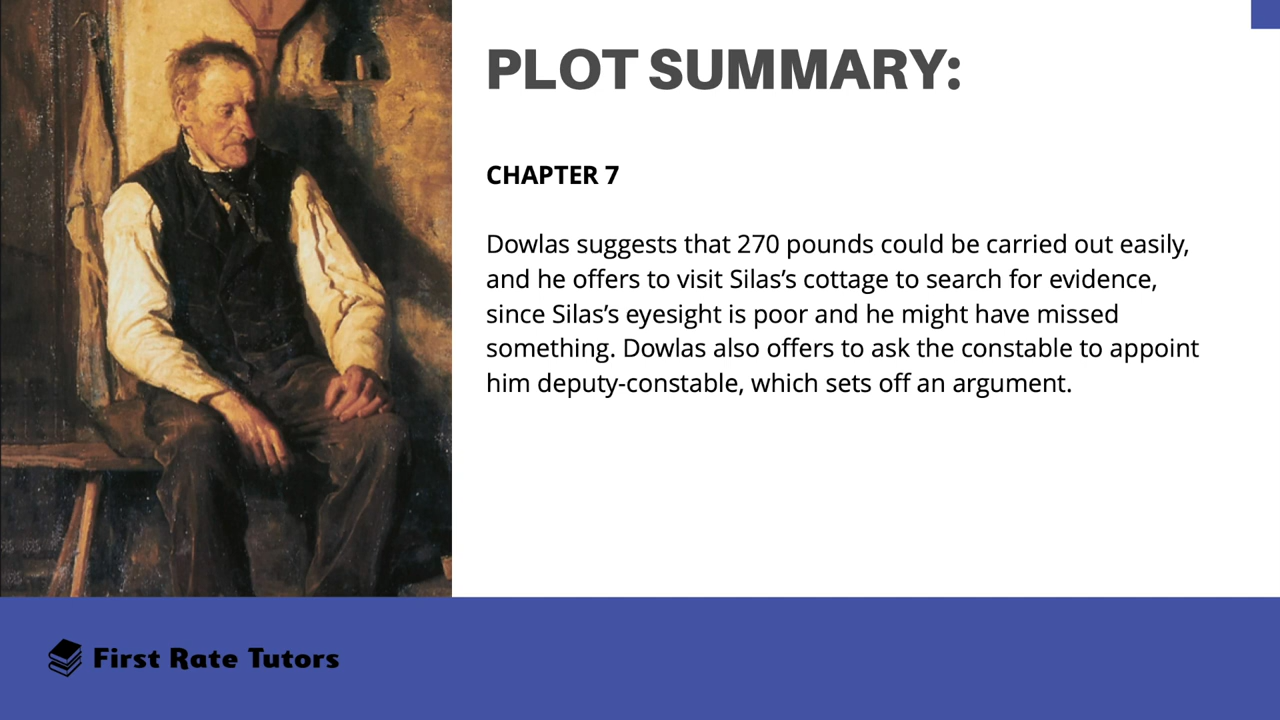 PLOT SUMMARY:
CHAPTER 7
Dowlas suggests that 270 pounds could be carried out easily,
and he offers to visit Silas’s cottage to search for evidence,
since Silas’s eyesight is poor and he might have missed
something. Dowlas also offers to ask the constable to appoint
him deputy-constable, which sets off an argument.
First Rate Tutors